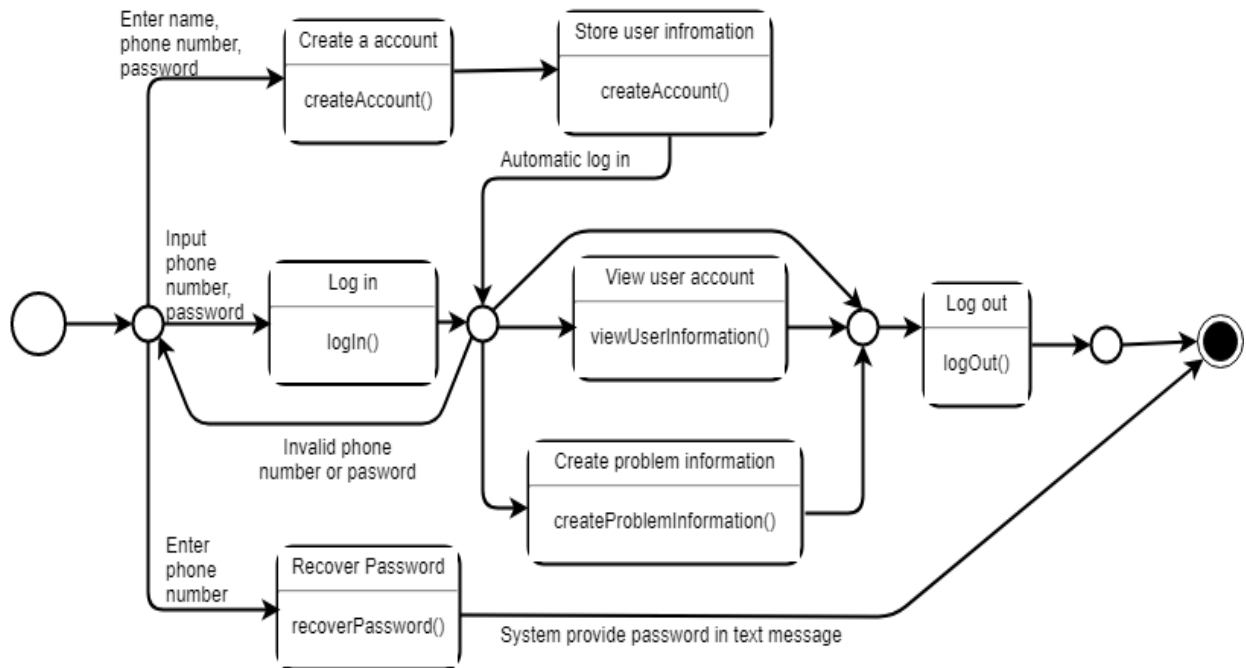 Enter name,
phone number,
password
Create a account
createAccount()
Store user infromation
createAccount()
Automatic log in
Input
phone
number,
password
Log in
logIn()
View user account
viewUserInformation()
Log out
logOut()
Invalid phone
number or pasword
Create problem information
createProblemInformation()
Enter
phone
number
Recover Password
recoverPassword()
System provide password in text message